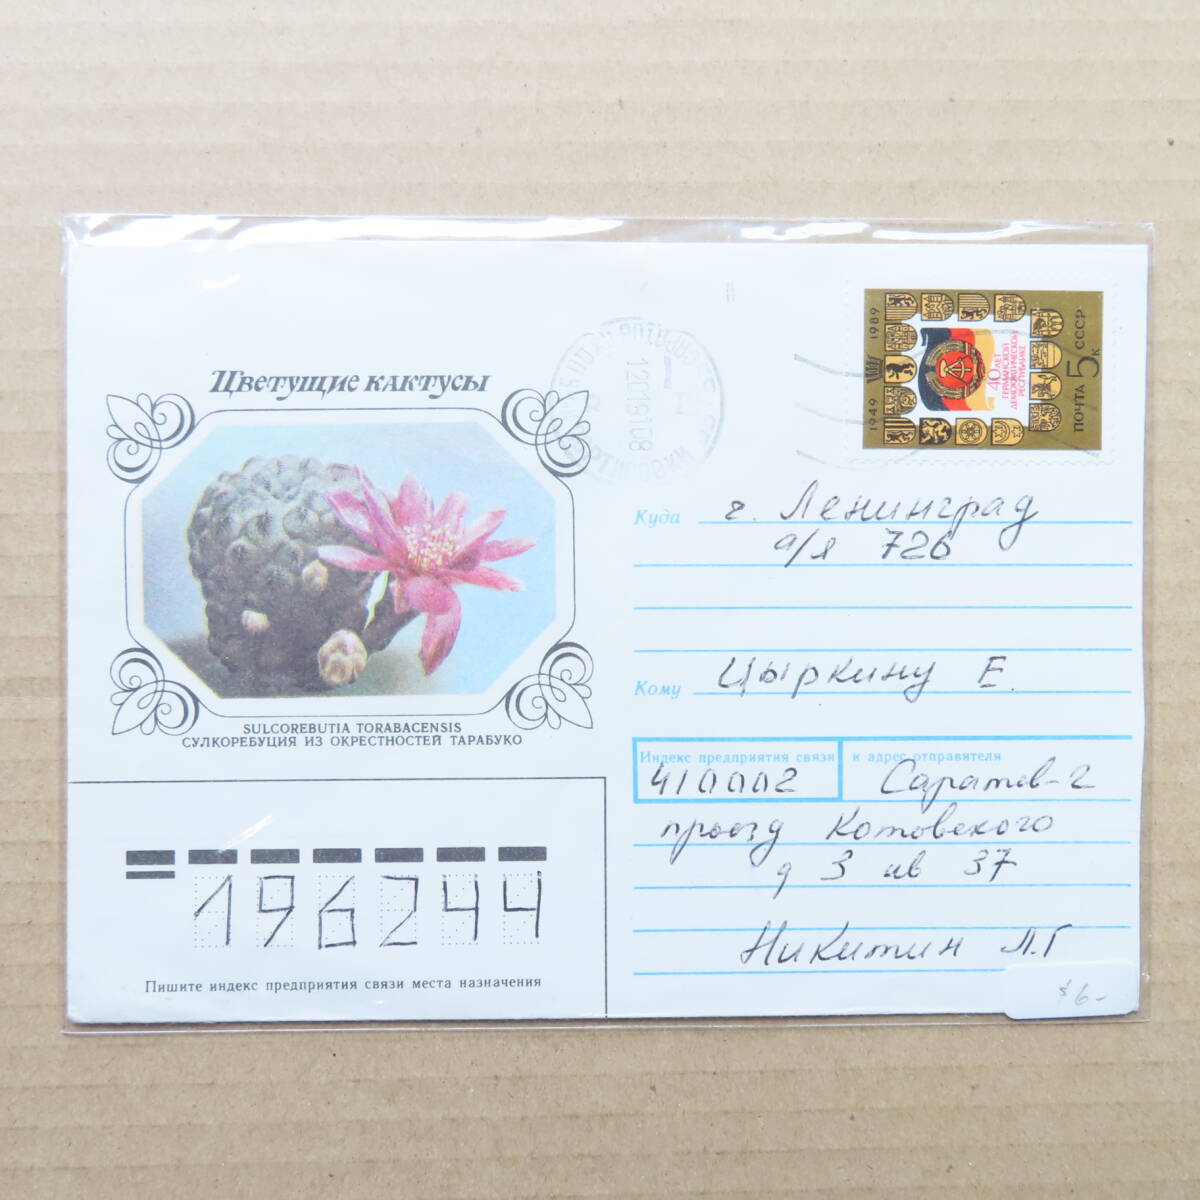 Цветущие кактусы
SULCOREBUTIA TORABACENSIS
СУЛКОРЕБУЦИЯ ИЗ ОКРЕСТНОСТЕЙ ТАРАБУКО
196244
Пишите индекс предприятия связи места назначения
1949 1989
40 ЛЕТ
ГЕРМАНСКОЙ
ДЕМОКРАТИЧЕСКОЙ
РЕСПУБЛИКЕ
ПОЧТА СССР
5к
Куда г. Ленинград
а/я 726
Кому Цыркину Е.
Индекс предприятия связи и адрес отправителя
410002 Саратов-2
проезд Котовского
д 3 кв 37
Никитин Л.Г
$6-